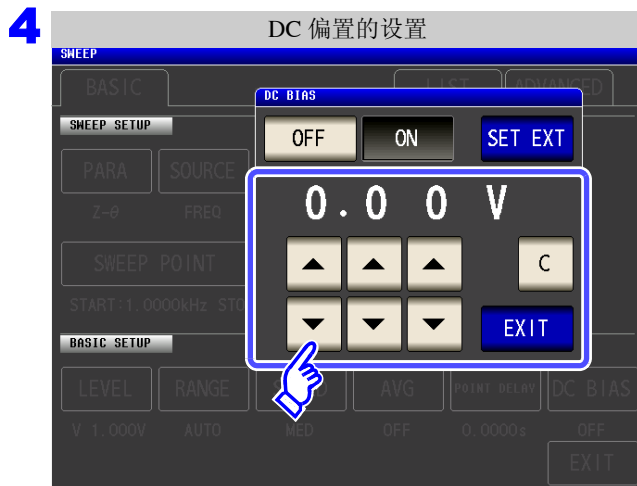 4
DC 偏置的设置
SWEEP
BASIC
LIST
ADVANCED
DC BIAS
SWEEP SETUP
OFF
ON
SET EXT
PARA
SOURCE
0.00 V
Z-θ
FREQ
SWEEP POINT
C
START:1.0000kHz STO
EXIT
BASIC SETUP
LEVEL
RANGE
SPEED
AVG
POINT DELAY
DC BIAS
V 1.000V
AUTO
MED
OFF
0.0000s
OFF
EXIT